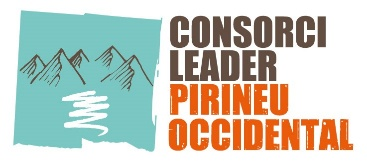 CONSORCI
LEADER
PIRINEU
OCCIDENTAL